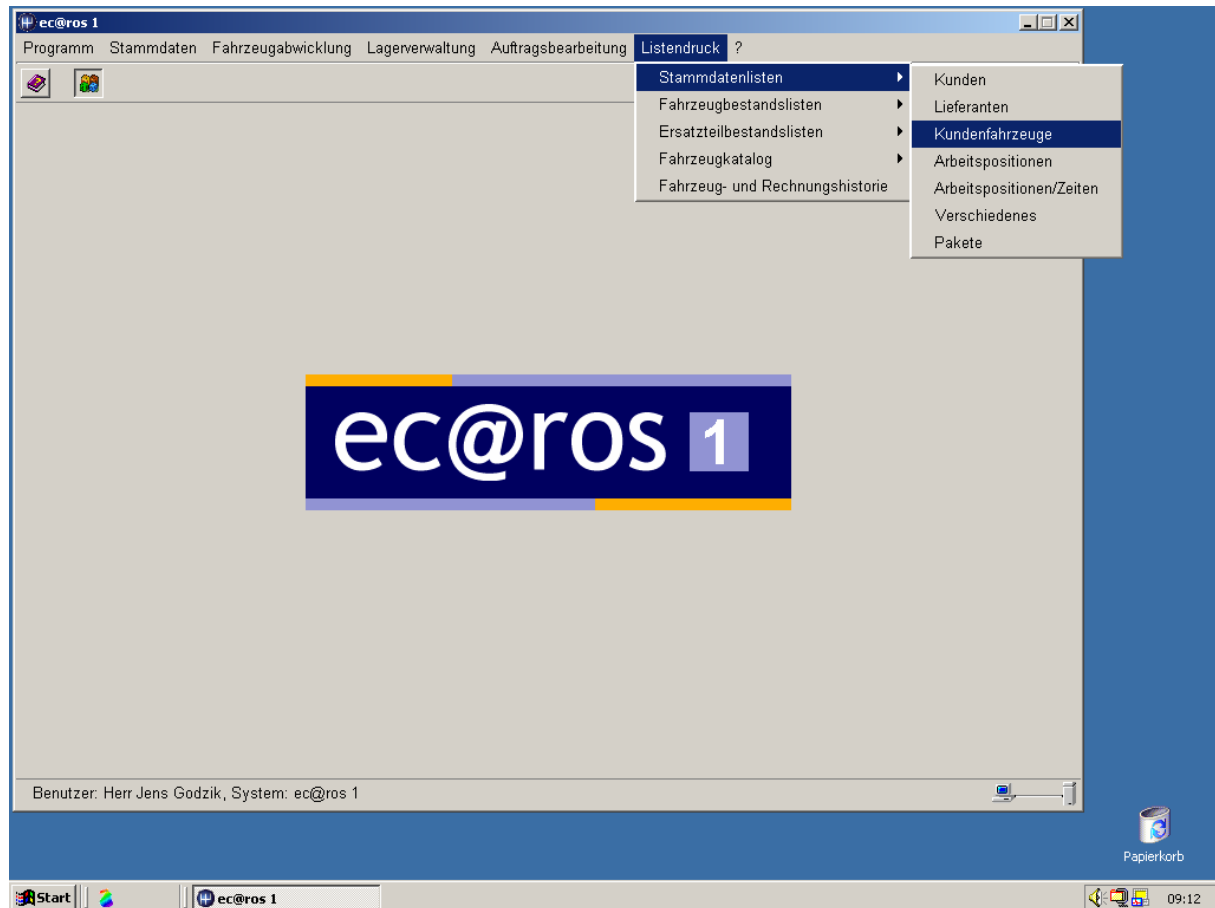 ec@ros 1
Programm Stammdaten Fahrzeugabwicklung Lagerverwaltung Auftragsbearbeitung Listendruck ?
Stammdatenlisten
Fahrzeugbestandslisten
Ersatzteilbestandslisten
Fahrzeugkatalog
Fahrzeug- und Rechnungshistorie
Kunden
Lieferanten
Kundenfahrzeuge
Arbeitspositionen
Arbeitspositionen/Zeiten
Verschiedenes
Pakete
ec@ros 1
Benutzer: Herr Jens Godzik, System: ec@ros 1
Papierkorb
Start ec@ros 1 09:12